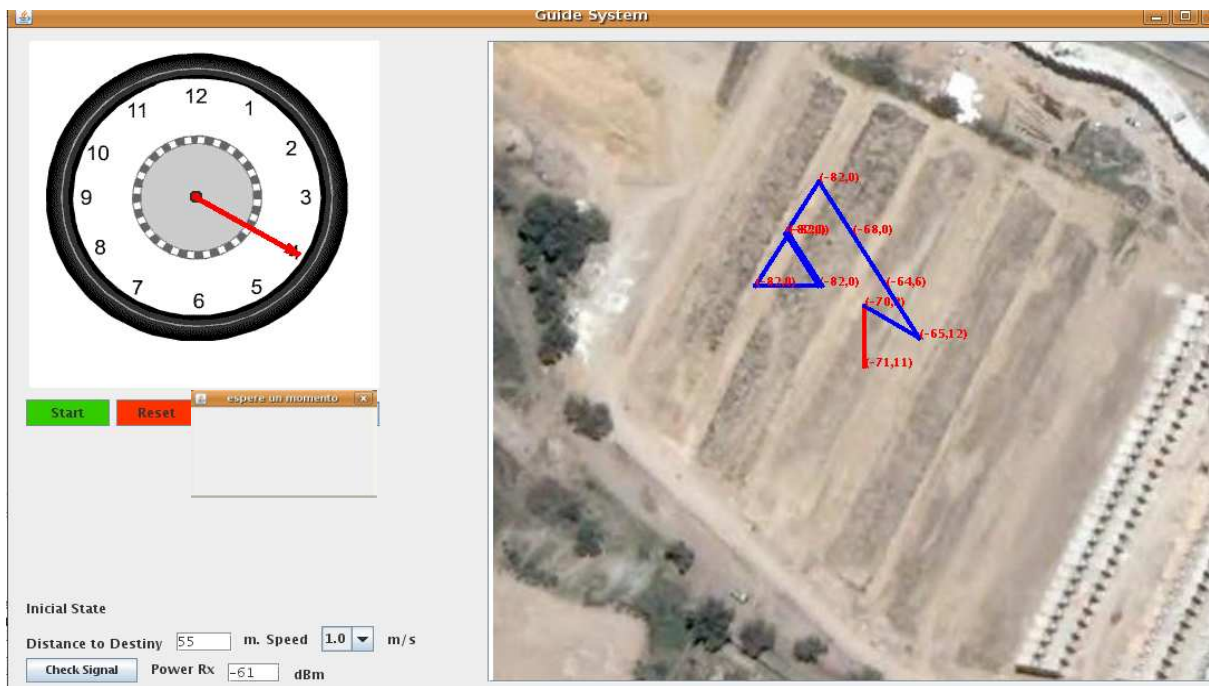 Guide System
12
11
1
10
2
9
3
8
4
7
5
6
Start
Reset
espere un momento
Inicial State
Distance to Destiny 55 m. Speed 1.0 m/s
Check Signal Power Rx -61 dBm
(-82,0)
(-68,0)
(-82,0)
(-82,0)
(-64,6)
(-65,12)
(-71,11)